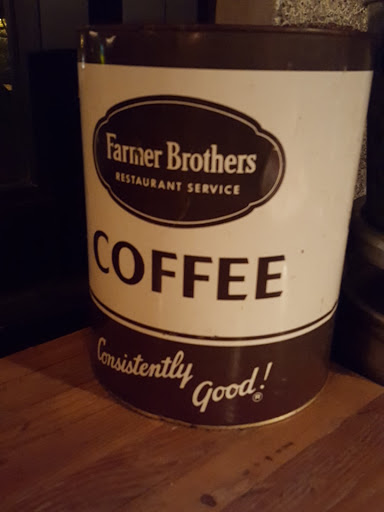 Farmer Brothers
RESTAURANT SERVICE
COFFEE
Consistently
Good!®